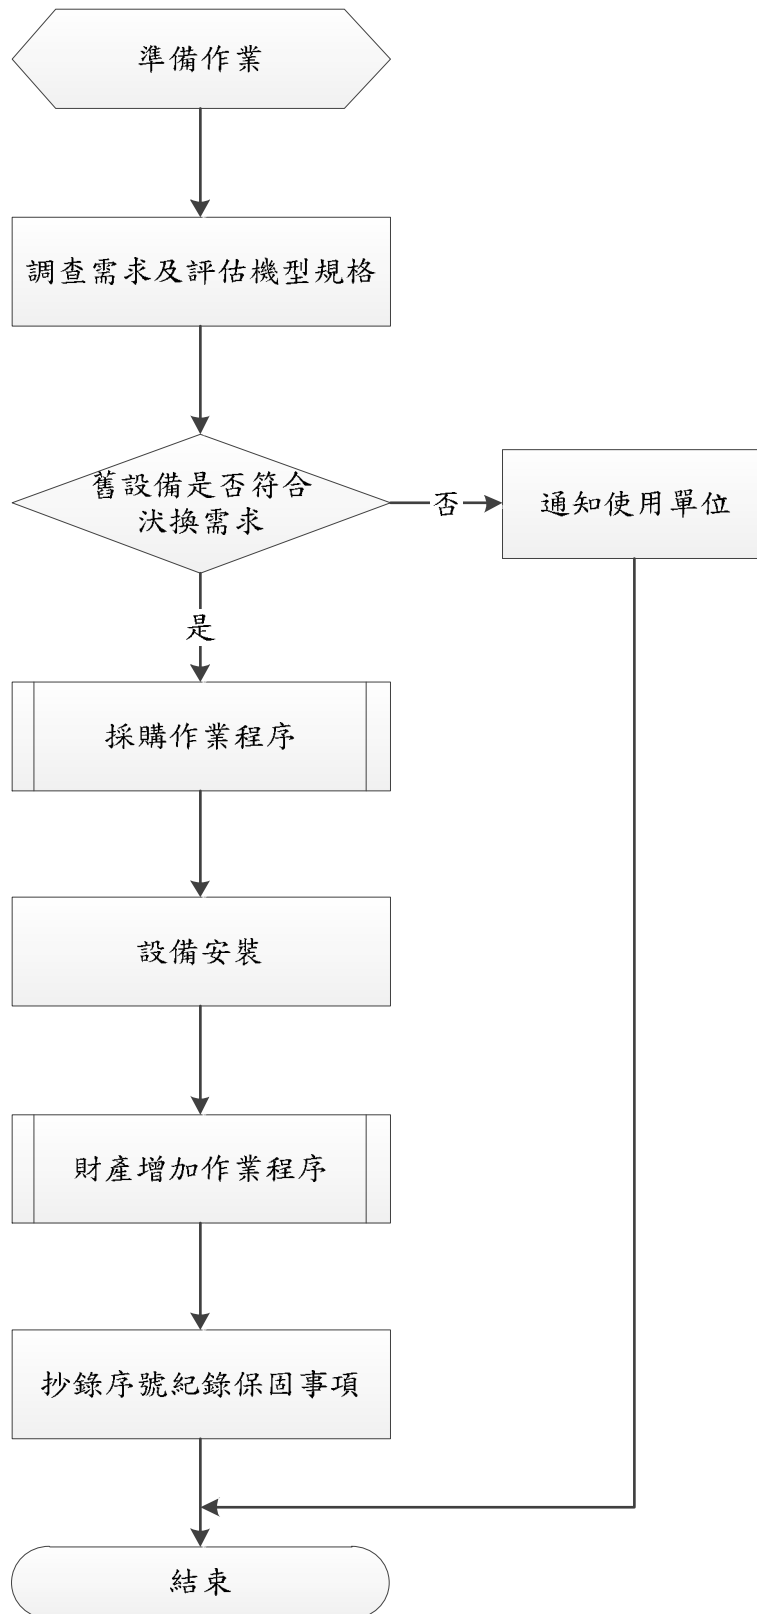 準備作業
調查需求及評估機型規格
舊設備是否符合
汰換需求
否
通知使用單位
是
採購作業程序
設備安裝
財產增加作業程序
抄錄序號紀錄保固事項
結束